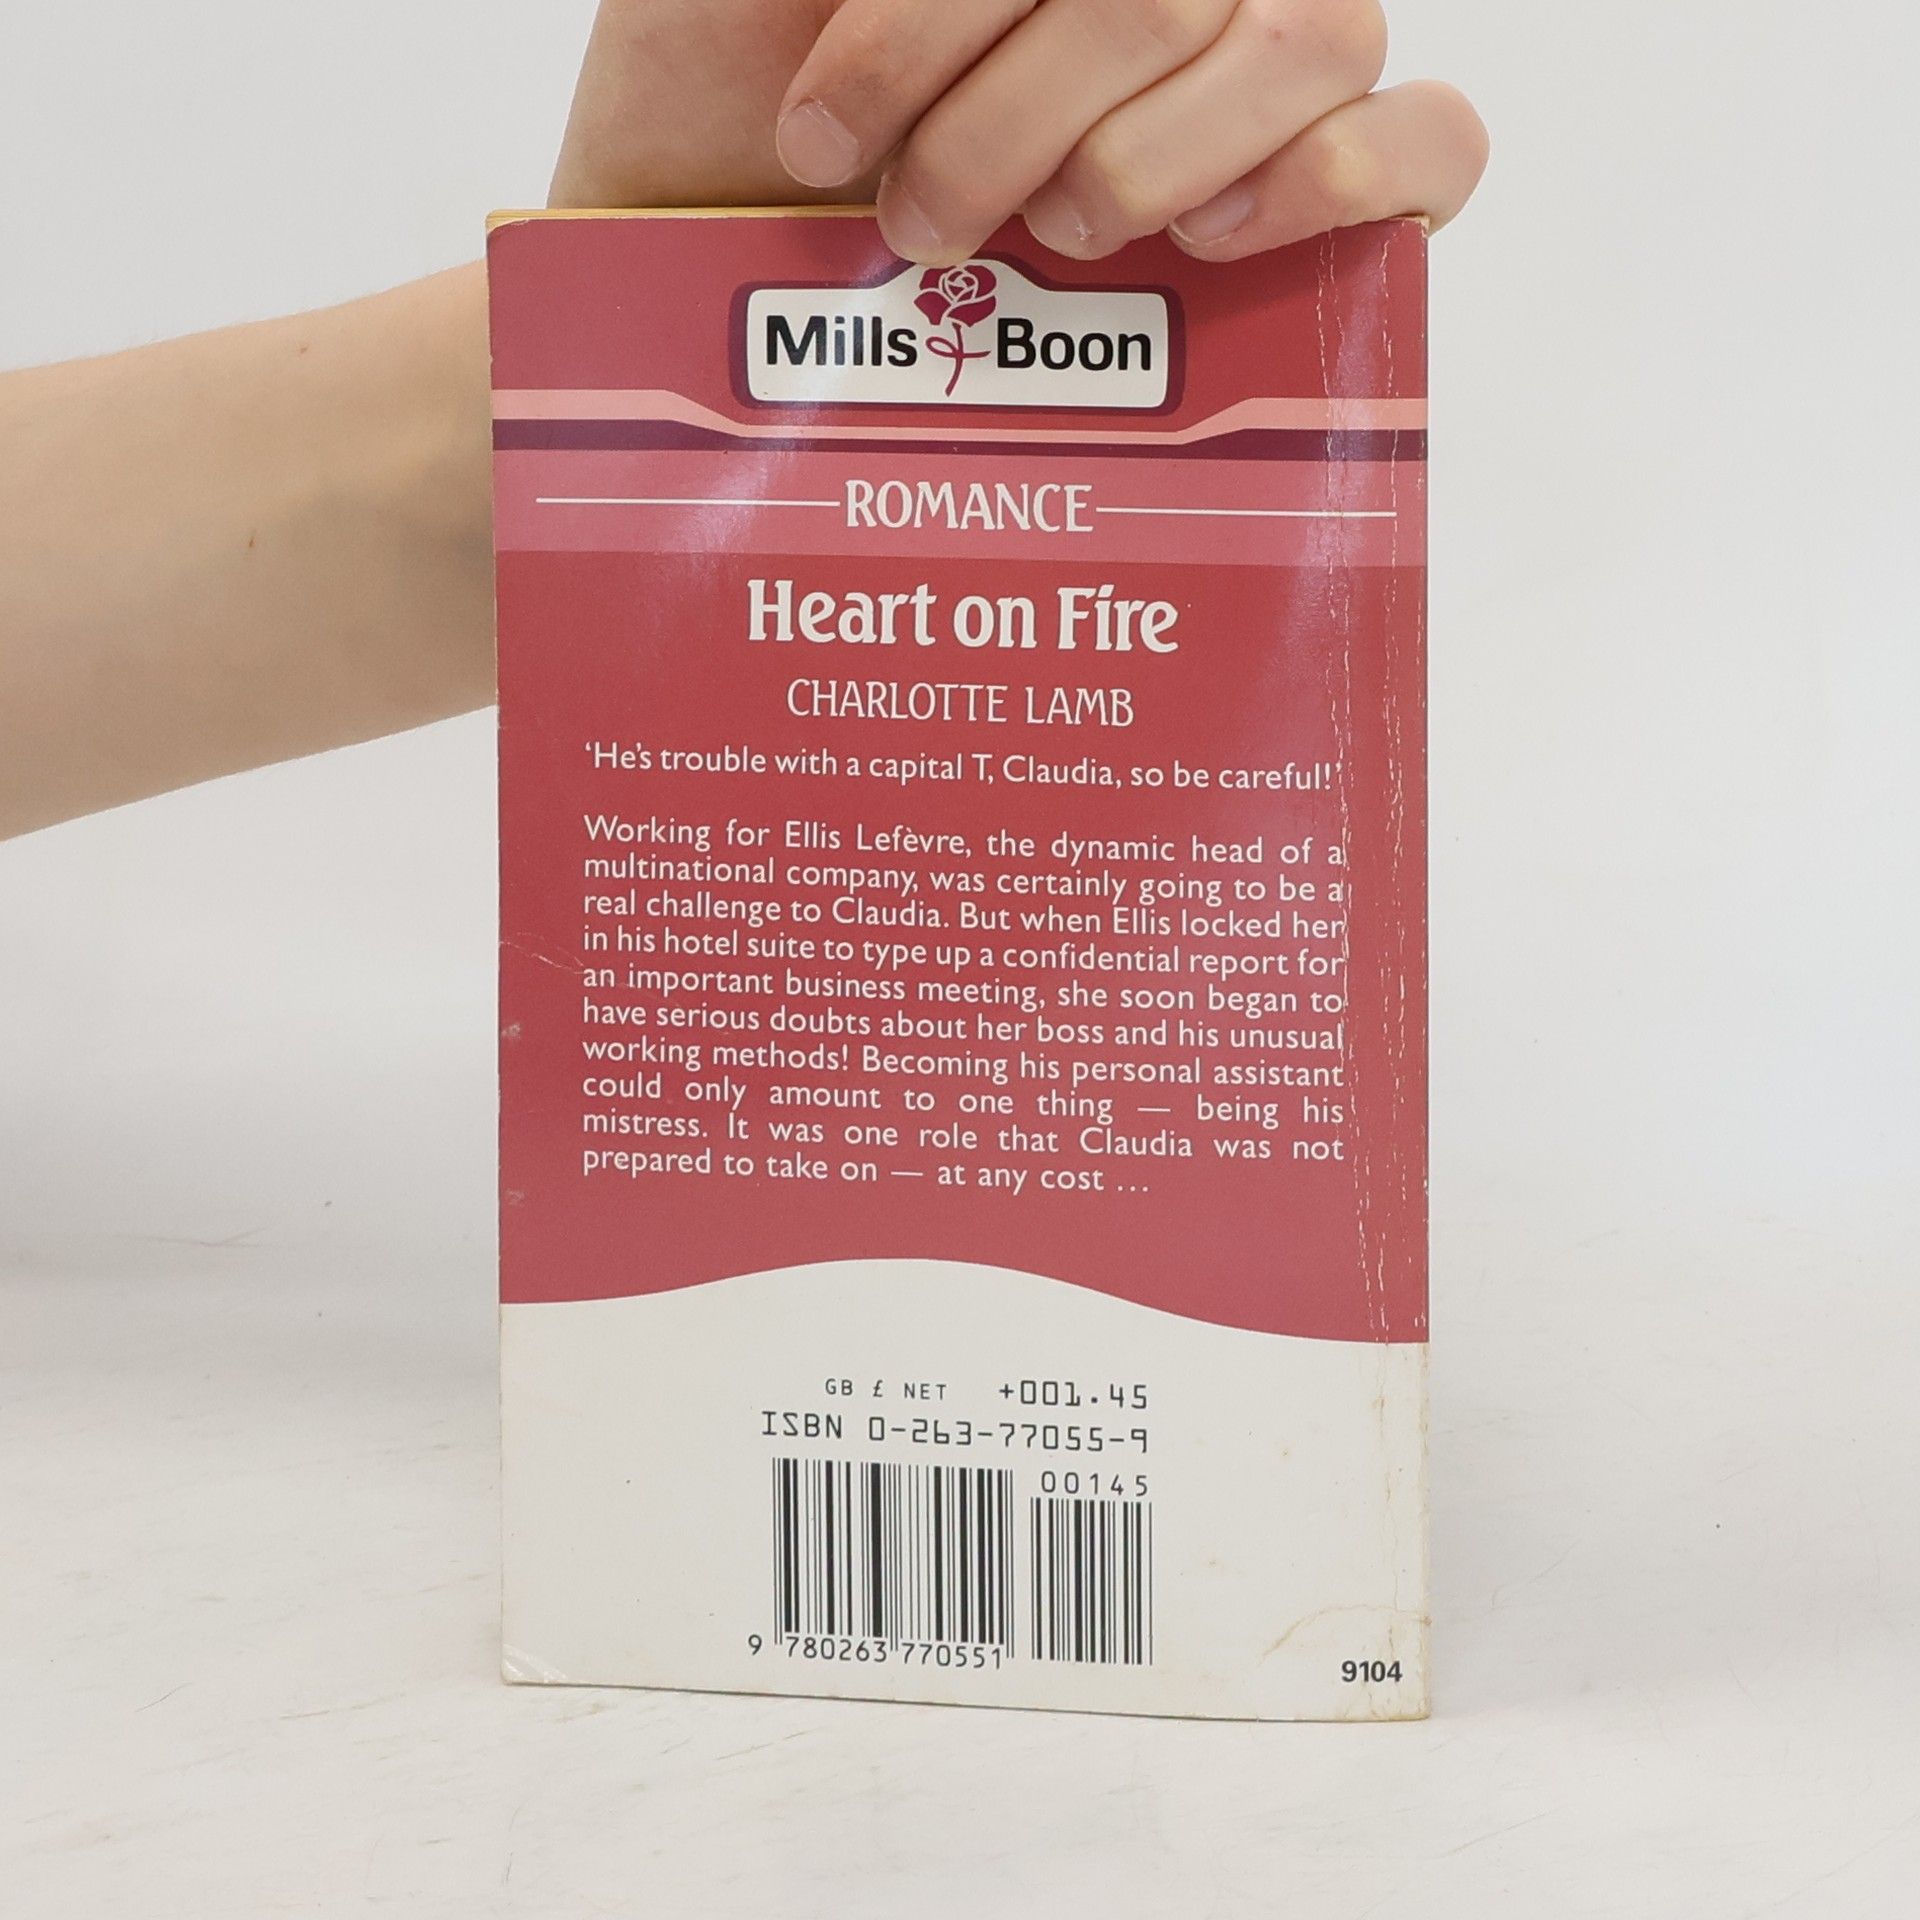 Mills & Boon
ROMANCE
Heart on Fire
CHARLOTTE LAMB
‘He’s trouble with a capital T, Claudia, so be careful!’
Working for Ellis Lefèvre, the dynamic head of a
multinational company, was certainly going to be a
real challenge to Claudia. But when Ellis locked her
in his hotel suite to type up a confidential report for
an important business meeting, she soon began to
have serious doubts about her boss and his unusual
working methods! Becoming his personal assistant
could only amount to one thing — being his
mistress. It was one role that Claudia was not
prepared to take on — at any cost ...
GB £ NET +001.45
ISBN 0-263-77055-9
00145
9 780263 770551
9104